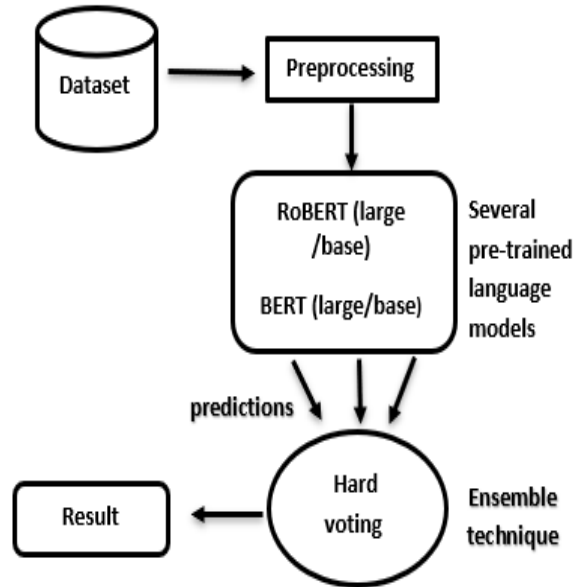 Dataset
Preprocessing
RoBERT (large
/base)
BERT (large/base)
Several
pre-trained
language
models
predictions
Hard
voting
Ensemble
technique
Result